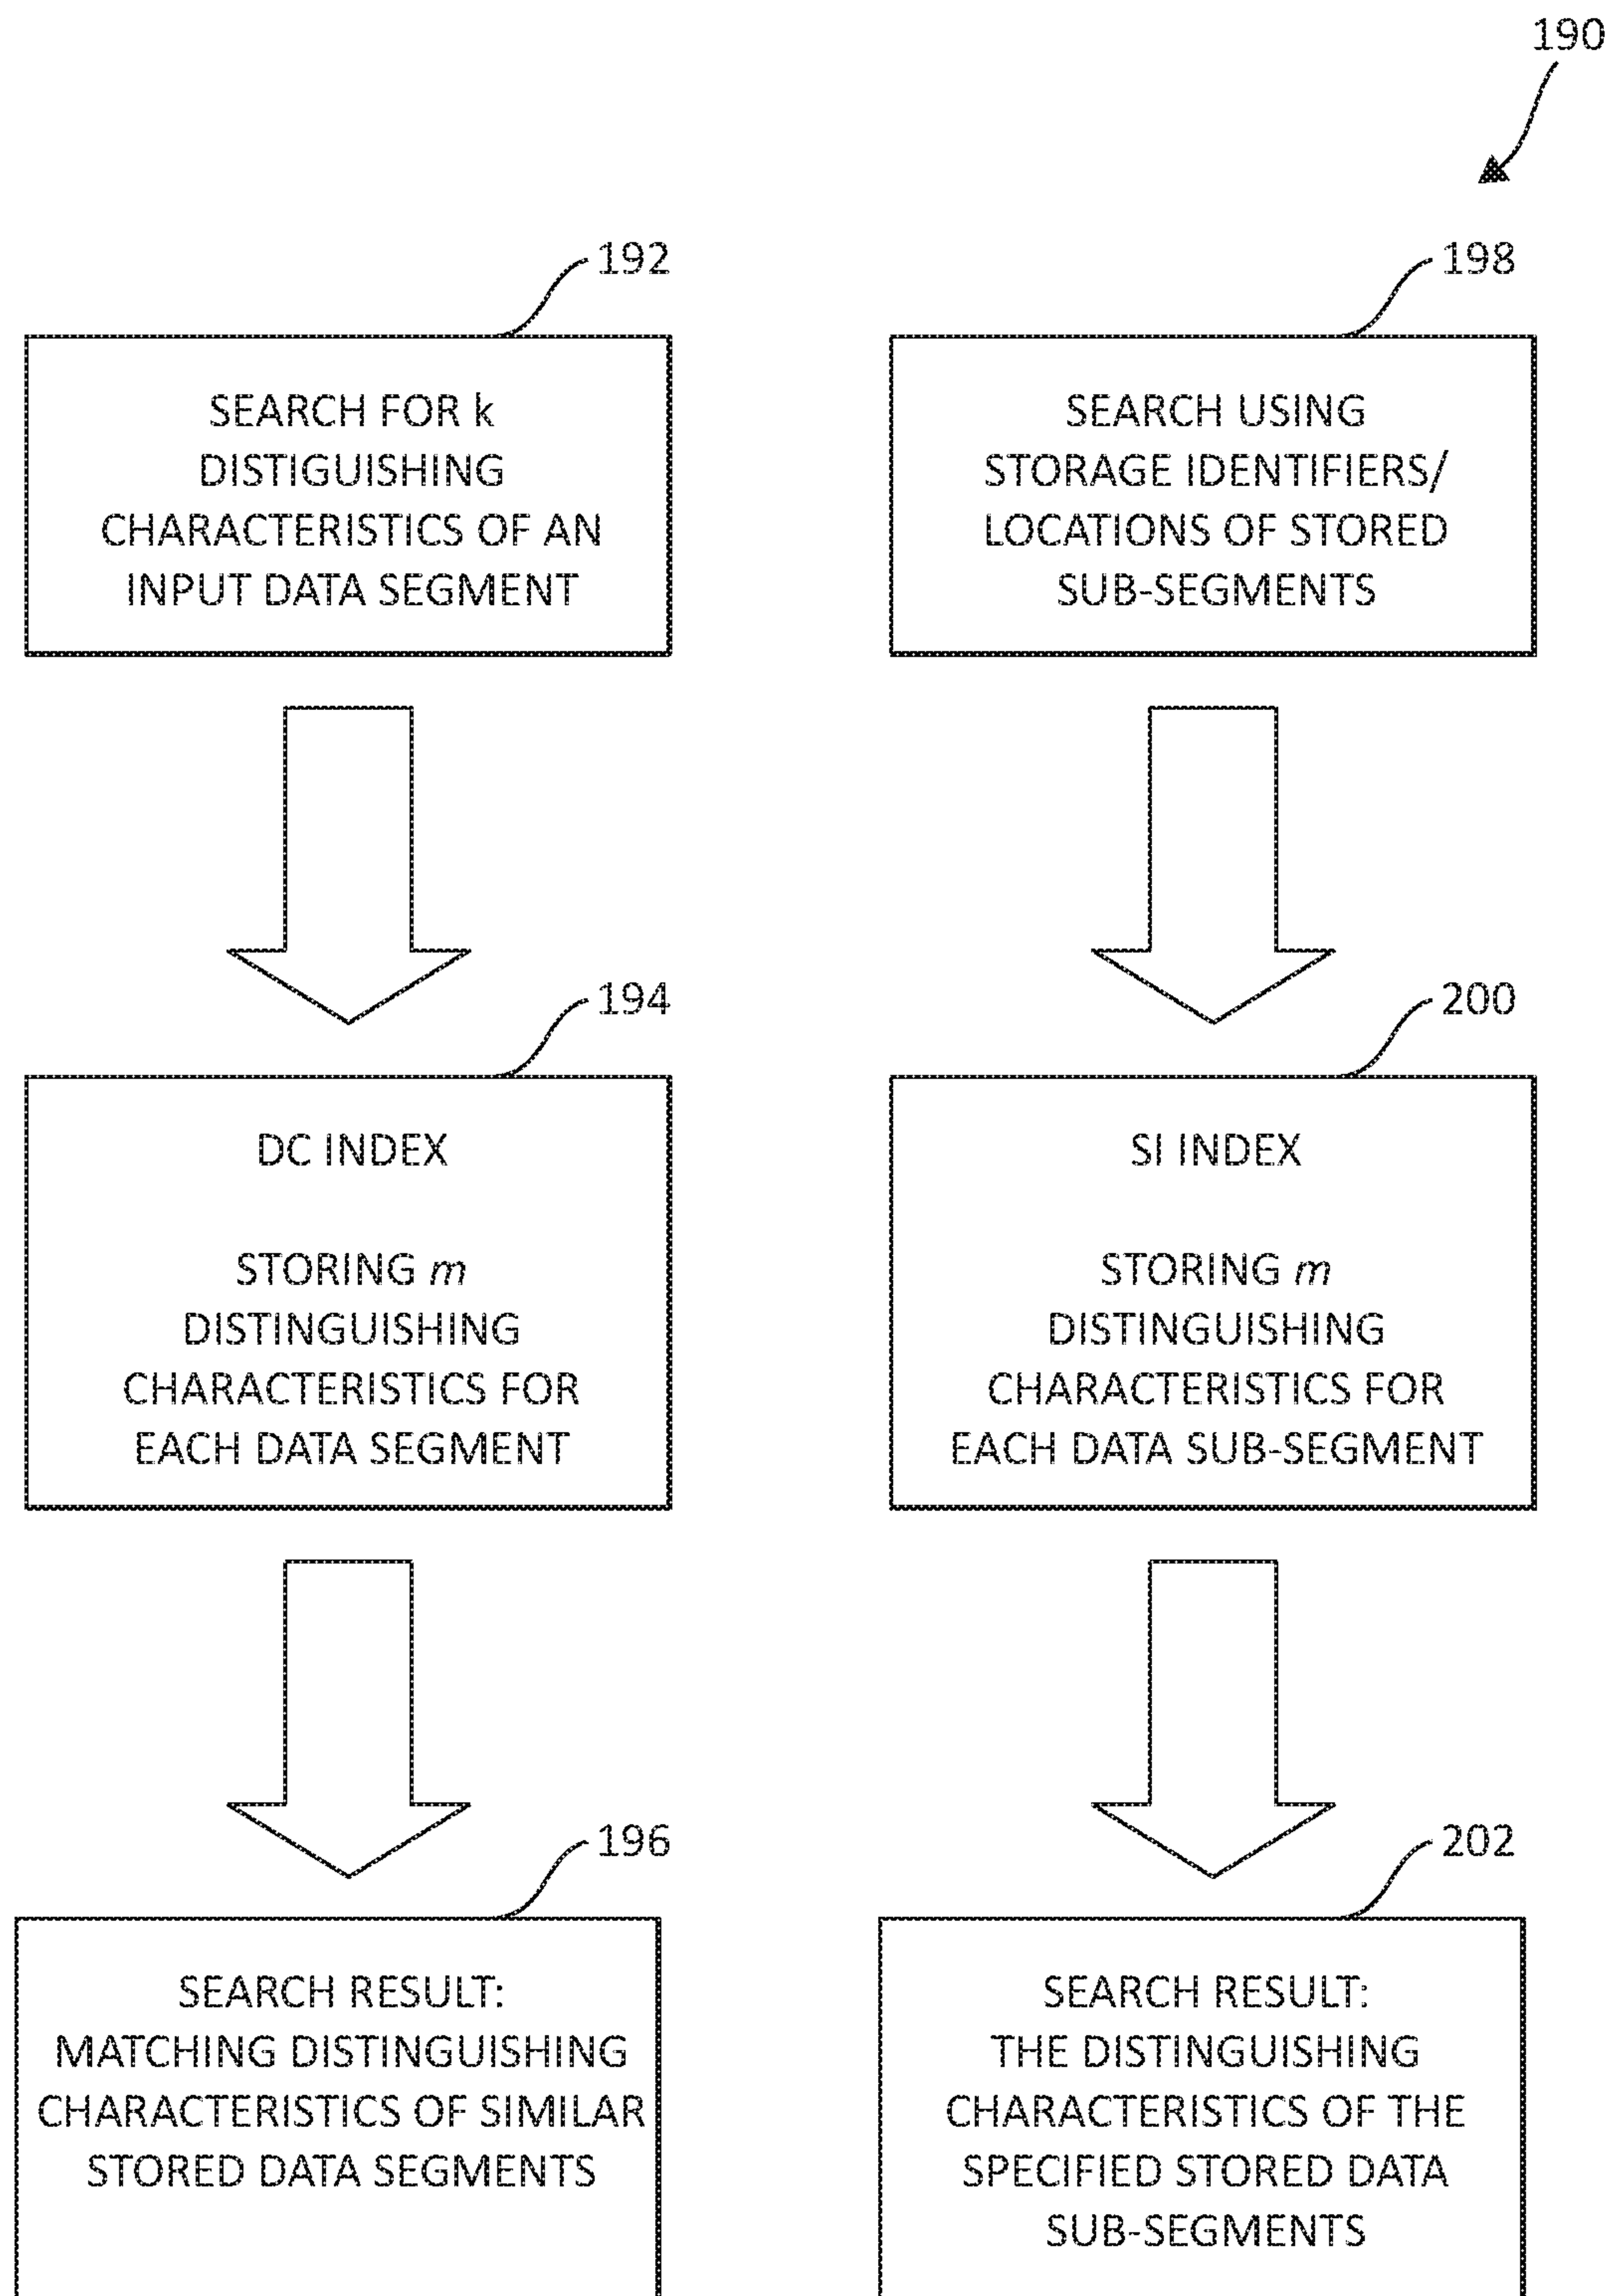 190
192
SEARCH FOR k
DISTIGUISHING
CHARACTERISTICS OF AN
INPUT DATA SEGMENT
198
SEARCH USING
STORAGE IDENTIFIERS/
LOCATIONS OF STORED
SUB-SEGMENTS
194
DC INDEX
STORING m
DISTINGUISHING
CHARACTERISTICS FOR
EACH DATA SEGMENT
200
SI INDEX
STORING m
DISTINGUISHING
CHARACTERISTICS FOR
EACH DATA SUB-SEGMENT
196
SEARCH RESULT:
MATCHING DISTINGUISHING
CHARACTERISTICS OF SIMILAR
STORED DATA SEGMENTS
202
SEARCH RESULT:
THE DISTINGUISHING
CHARACTERISTICS OF THE
SPECIFIED STORED DATA
SUB-SEGMENTS